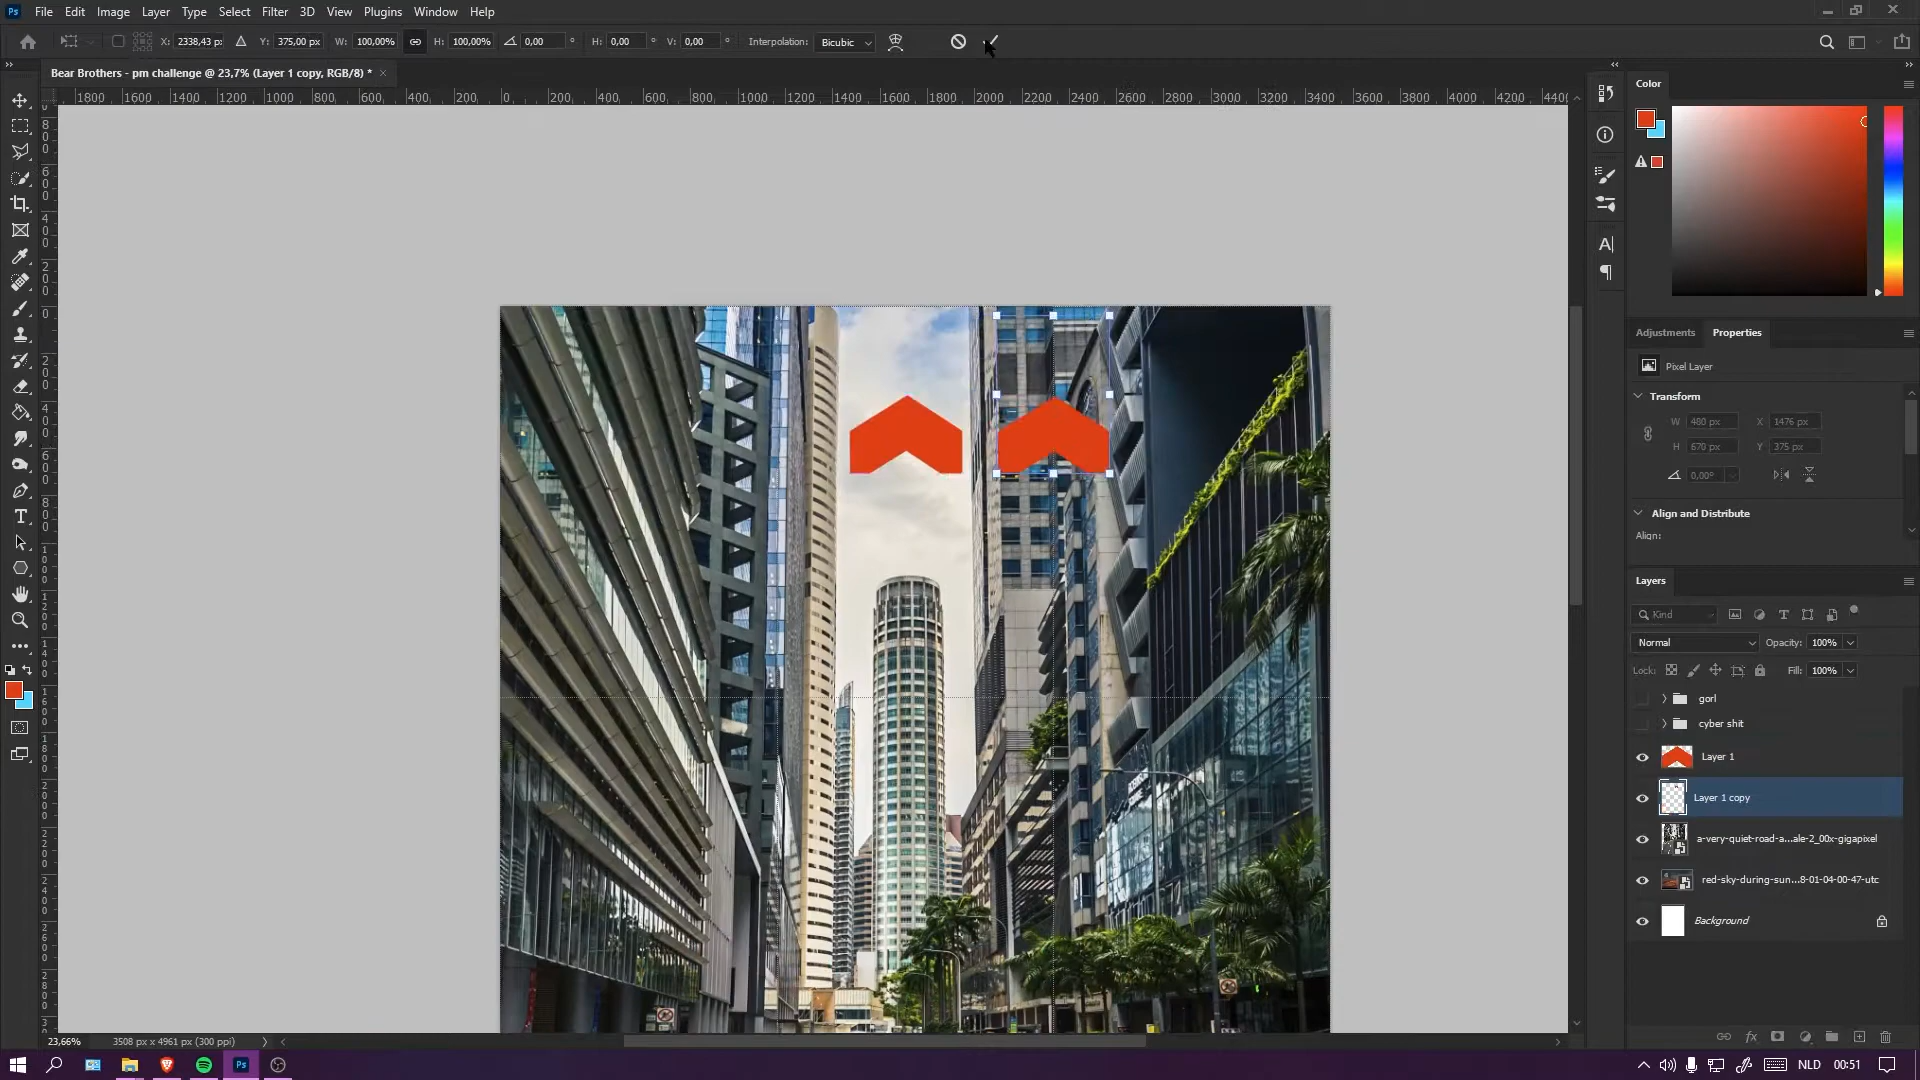 Ps File Edit Image Layer Type Select Filter 3D View Plugins Window Help
X: 2338,43 px Y: 375,00 px W: 100,00% H: 100,00% 0,00 ° H: 0,00 ° V: 0,00 ° Interpolation: Bicubic
Bear Brothers - pm challenge @ 23,7% (Layer 1 copy, RGB/8) * ×
1800 1600 1400 1200 1000 800 600 400 200 0 200 400 600 800 1000 1200 1400 1600 1800 2000 2200 2400 2600 2800 3000 3200 3400 3600 3800 4000 4200 4400
Color
Adjustments Properties
Pixel Layer
Transform
W 480 px X 1476 px
H 670 px Y 375 px
0,00°
Align and Distribute
Align:
Layers
Kind
Normal Opacity: 100%
Lock: Fill: 100%
gorl
cyber shit
Layer 1
Layer 1 copy
a-very-quiet-road-a...ale-2_00x-gigapixel
red-sky-during-sun...8-01-04-00-47-utc
Background
23,66% 3508 px x 4961 px (300 ppi)
Ps NLD 00:51